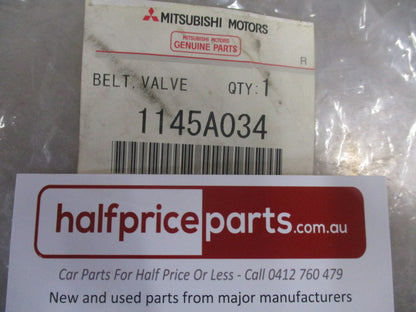 MITSUBISHI MOTORS
MITSUBISHI MOTORS
GENUINE PARTS
R
BELT, VALVE QTY:1
1145A034
halfpriceparts.com.au
Car Parts For Half Price Or Less - Call 0412 760 479
New and used parts from major manufacturers